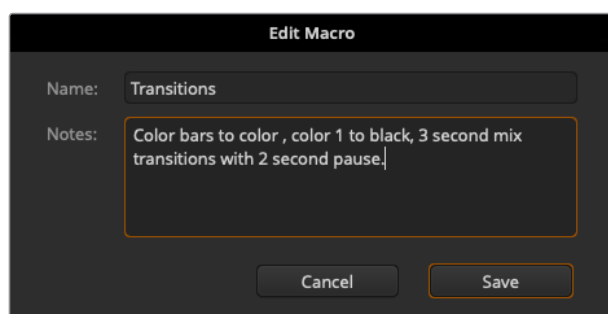 Edit Macro
Name: Transitions
Notes: Color bars to color , color 1 to black, 3 second mix
transitions with 2 second pause.
Cancel Save